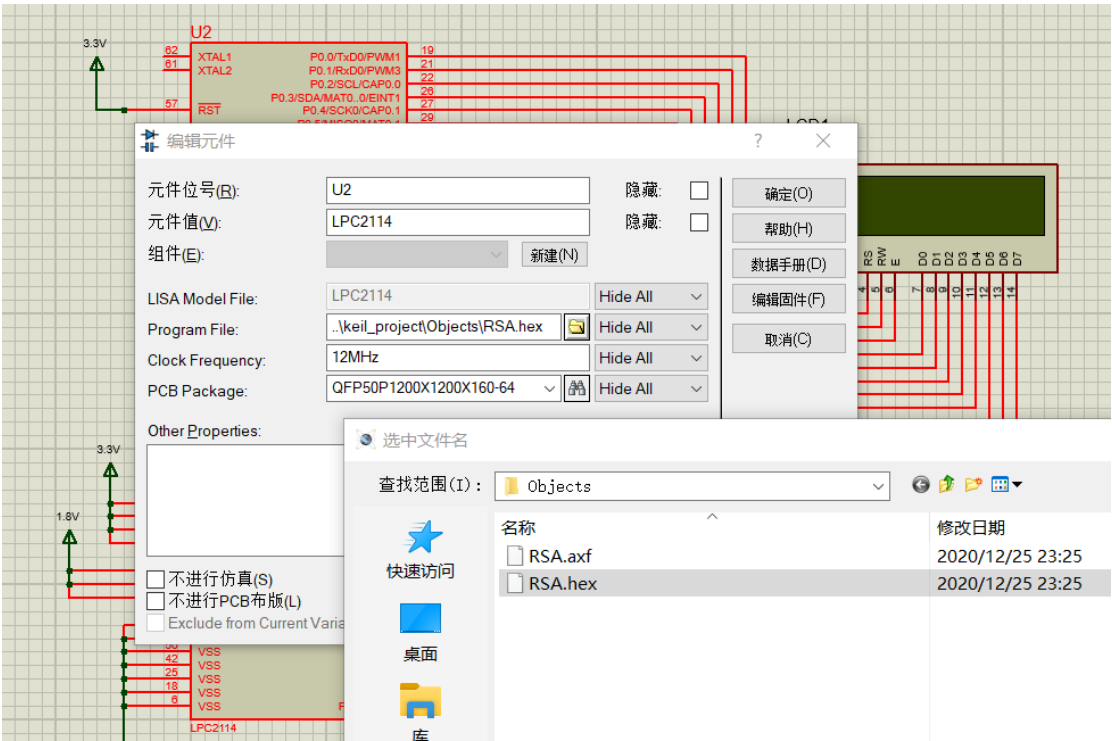 U2
3.3V
62 XTAL1 P0.0/TxD0/PWM1 19
61 XTAL2 P0.1/RxD0/PWM3 21
P0.2/SCL/CAP0.0 22
P0.3/SDA/MAT0..0/EINT1 26
57 RST P0.4/SCK0/CAP0.1 27
29
编辑元件 ?
元件位号(R): U2 隐藏: 确定(O)
元件值(V): LPC2114 隐藏: 帮助(H)
组件(E): 新建(N) 数据手册(D)
RS RW E D0 D1 D2 D3 D4 D5 D6 D7
LISA Model File: LPC2114 Hide All 编辑固件(F)
4 5 6 7 8 9 10 11 12 13 14
Program File: ..\keil_project\Objects\RSA.hex Hide All 取消(C)
Clock Frequency: 12MHz Hide All
PCB Package: QFP50P1200X1200X160-64 Hide All
Other Properties:
选中文件名
3.3V
查找范围(I): Objects
1.8V
名称 修改日期
RSA.axf 2020/12/25 23:25
快速访问
RSA.hex 2020/12/25 23:25
不进行仿真(S)
不进行PCB布版(L)
Exclude from Current Varia
桌面
VSS
42 VSS
25 VSS
18 VSS
6 VSS
LPC2114
库